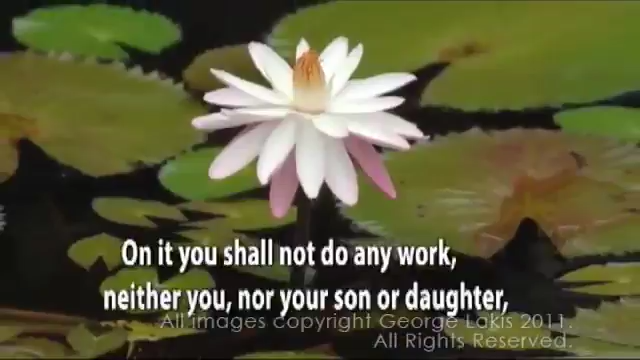 On it you shall not do any work,
neither you, nor your son or daughter,
All images copyright George Lakis 2011.
All Rights Reserved.